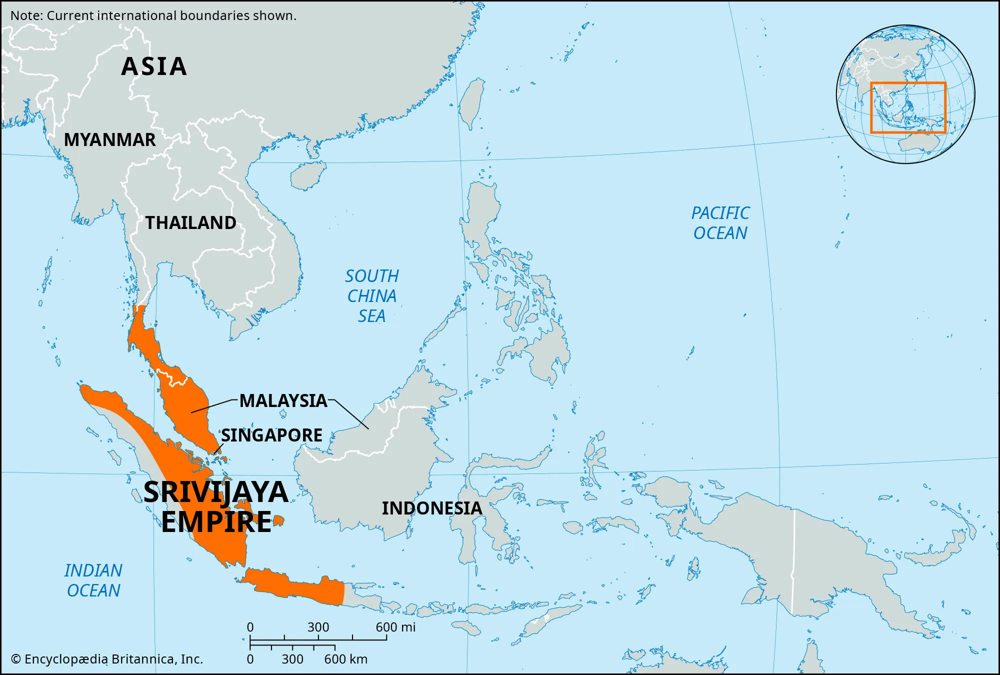 Note: Current international boundaries shown.
ASIA
MYANMAR
THAILAND
PACIFIC
OCEAN
SOUTH
CHINA
SEA
MALAYSIA
SINGAPORE
SRIVIJAYA
EMPIRE
INDONESIA
INDIAN
OCEAN
0 300 600 mi
0 300 600 km
© Encyclopædia Britannica, Inc.